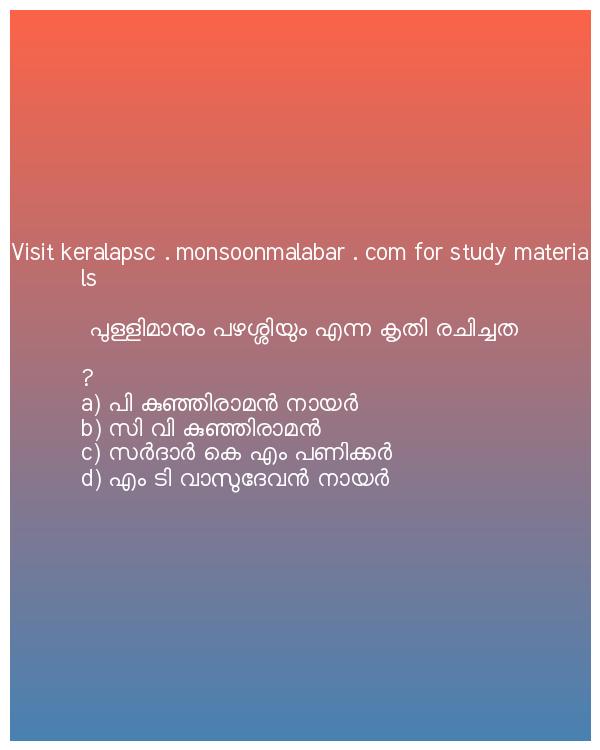 Visit keralapsc . monsoonmalabar . com for study materia
ls
പുള്ളിമാനും പഴശ്ശിയും എന്ന കൃതി രചിച്ചത
?
a) പി കുഞ്ഞിരാമൻ നായർ
b) സി വി കുഞ്ഞിരാമൻ
c) സർദാർ കെ എം പണിക്കർ
d) എം ടി വാസുദേവൻ നായർ